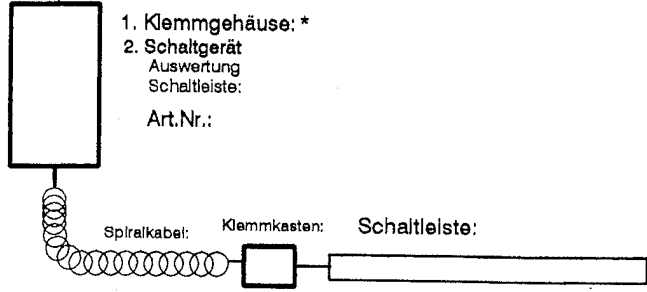 1. Klemmgehäuse: *
2. Schaltgerät
Auswertung
Schaltleiste:
Art.Nr.:
Spiralkabel:
Klemmkasten:
Schaltleiste: